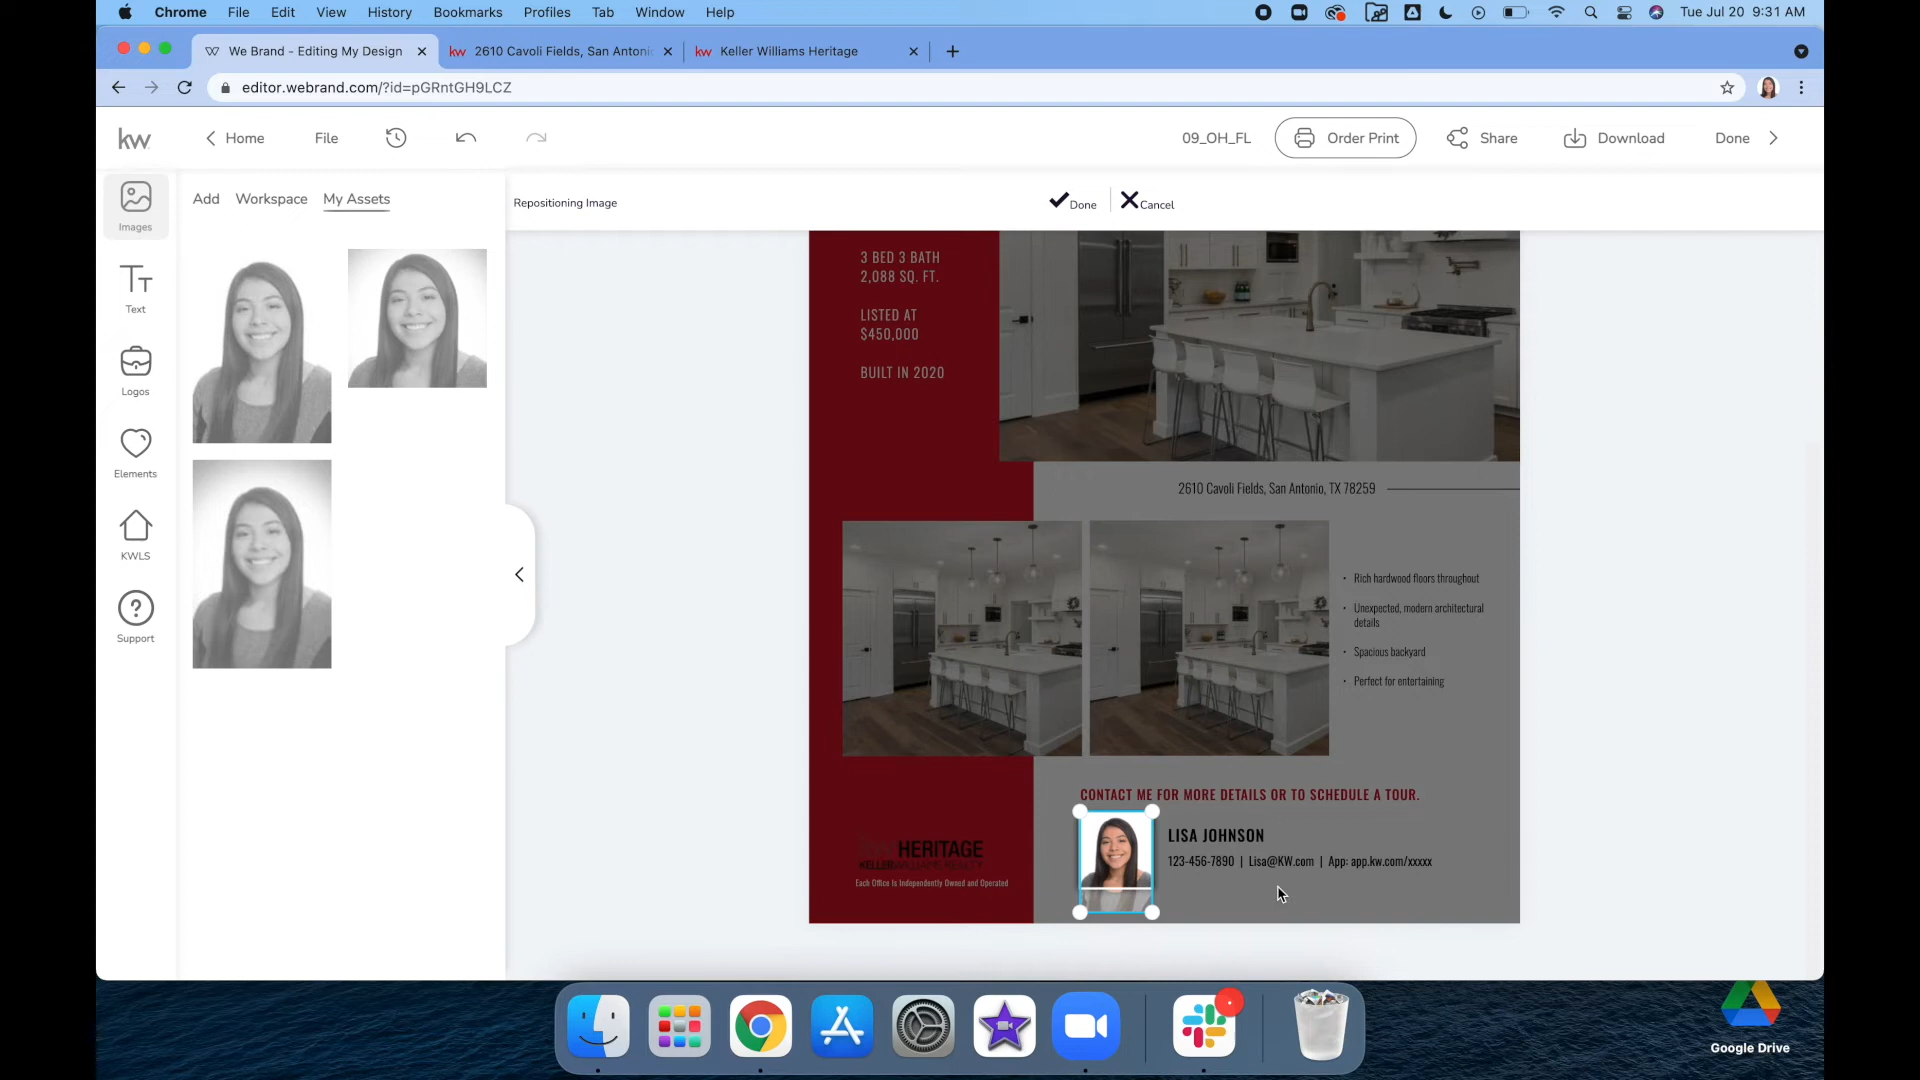 Chrome File Edit View History Bookmarks Profiles Tab Window Help
Tue Jul 20 9:31 AM
We Brand - Editing My Design
kw 2610 Cavoli Fields, San Antoni
kw Keller Williams Heritage
editor.webrand.com/?id=pGRntGH9LCZ
kw
Home
File
09_OH_FL
Order Print
Share
Download
Done
Images
Text
Logos
Elements
KWLS
Support
Add Workspace My Assets
Repositioning Image
Done
Cancel
3 BED 3 BATH
2,088 SQ. FT.
LISTED AT
$450,000
BUILT IN 2020
2610 Cavoli Fields, San Antonio, TX 78259
• Rich hardwood floors throughout
• Unexpected, modern architectural
details
• Spacious backyard
• Perfect for entertaining
CONTACT ME FOR MORE DETAILS OR TO SCHEDULE A TOUR.
LISA JOHNSON
123-456-7890 | Lisa@KW.com | App: app.kw.com/xxxxx
HERITAGE
KELLERWILLIAMS REALTY
Each Office Is Independently Owned and Operated
Google Drive